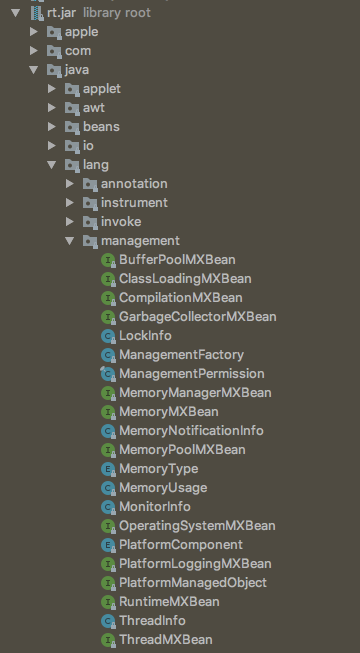 rt.jar library root
apple
com
java
applet
awt
beans
io
lang
annotation
instrument
invoke
management
I BufferPoolMXBean
I ClassLoadingMXBean
I CompilationMXBean
I GarbageCollectorMXBean
C LockInfo
C ManagementFactory
C ManagementPermission
I MemoryManagerMXBean
I MemoryMXBean
C MemoryNotificationInfo
I MemoryPoolMXBean
E MemoryType
C MemoryUsage
C MonitorInfo
I OperatingSystemMXBean
E PlatformComponent
I PlatformLoggingMXBean
I PlatformManagedObject
I RuntimeMXBean
C ThreadInfo
I ThreadMXBean